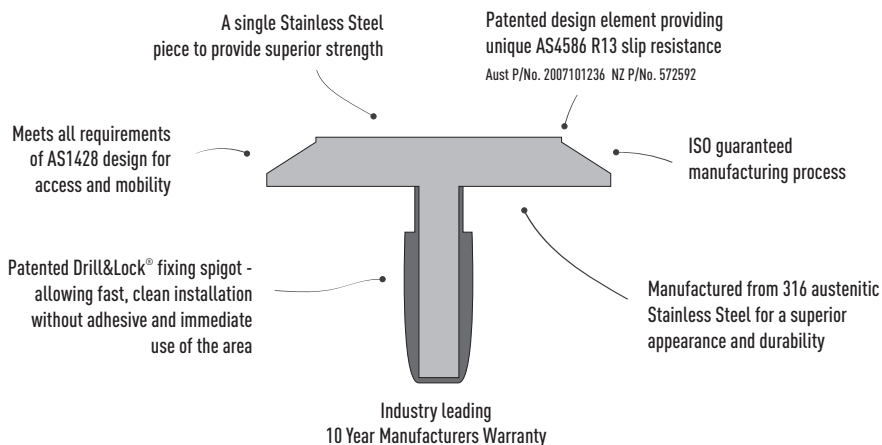 A single Stainless Steel
piece to provide superior strength
Patented design element providing
unique AS4586 R13 slip resistance
Aust P/No. 2007101236 NZ P/No. 572592
Meets all requirements
of AS1428 design for
access and mobility
ISO guaranteed
manufacturing process
Patented Drill&Lock® fixing spigot -
allowing fast, clean installation
without adhesive and immediate
use of the area
Manufactured from 316 austenitic
Stainless Steel for a superior
appearance and durability
Industry leading
10 Year Manufacturers Warranty